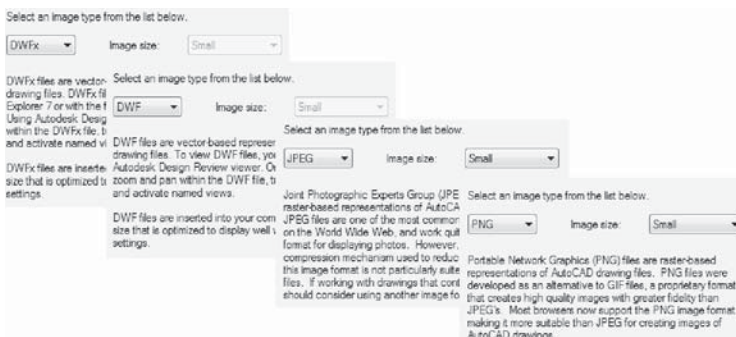 Select an image type from the list below.
DWFx
Image size:
Small
DWFx files are vector-
drawing files. DWFx fil
Explorer 7 or with the f
Using Autodesk Desig
within the DWFx file, t
and activate named vi
DWFx files are inserte
size that is optimized t
settings.
Select an image type from the list below.
DWF
Image size:
Small
DWF files are vector-based represer
drawing files. To view DWF files, you
Autodesk Design Review viewer. Or
zoom and pan within the DWF file, t
and activate named views.
DWF files are inserted into your com
size that is optimized to display well v
settings.
Select an image type from the list below.
JPEG
Image size:
Small
Joint Photographic Experts Group (JPE
raster-based representations of AutoCA
JPEG files are one of the most common
on the World Wide Web, and work quit
format for displaying photos. However,
compression mechanism used to reduc
this image format is not particularly suite
files. If working with drawings that cont
should consider using another image fo
Select an image type from the list below.
PNG
Image size:
Small
Portable Network Graphics (PNG) files are raster-based
representations of AutoCAD drawing files. PNG files were
developed as an alternative to GIF files, a proprietary format
that creates high quality images with greater fidelity than
JPEG's. Most browsers now support the PNG image format
making it more suitable than JPEG for creating images of
AutoCAD drawings.